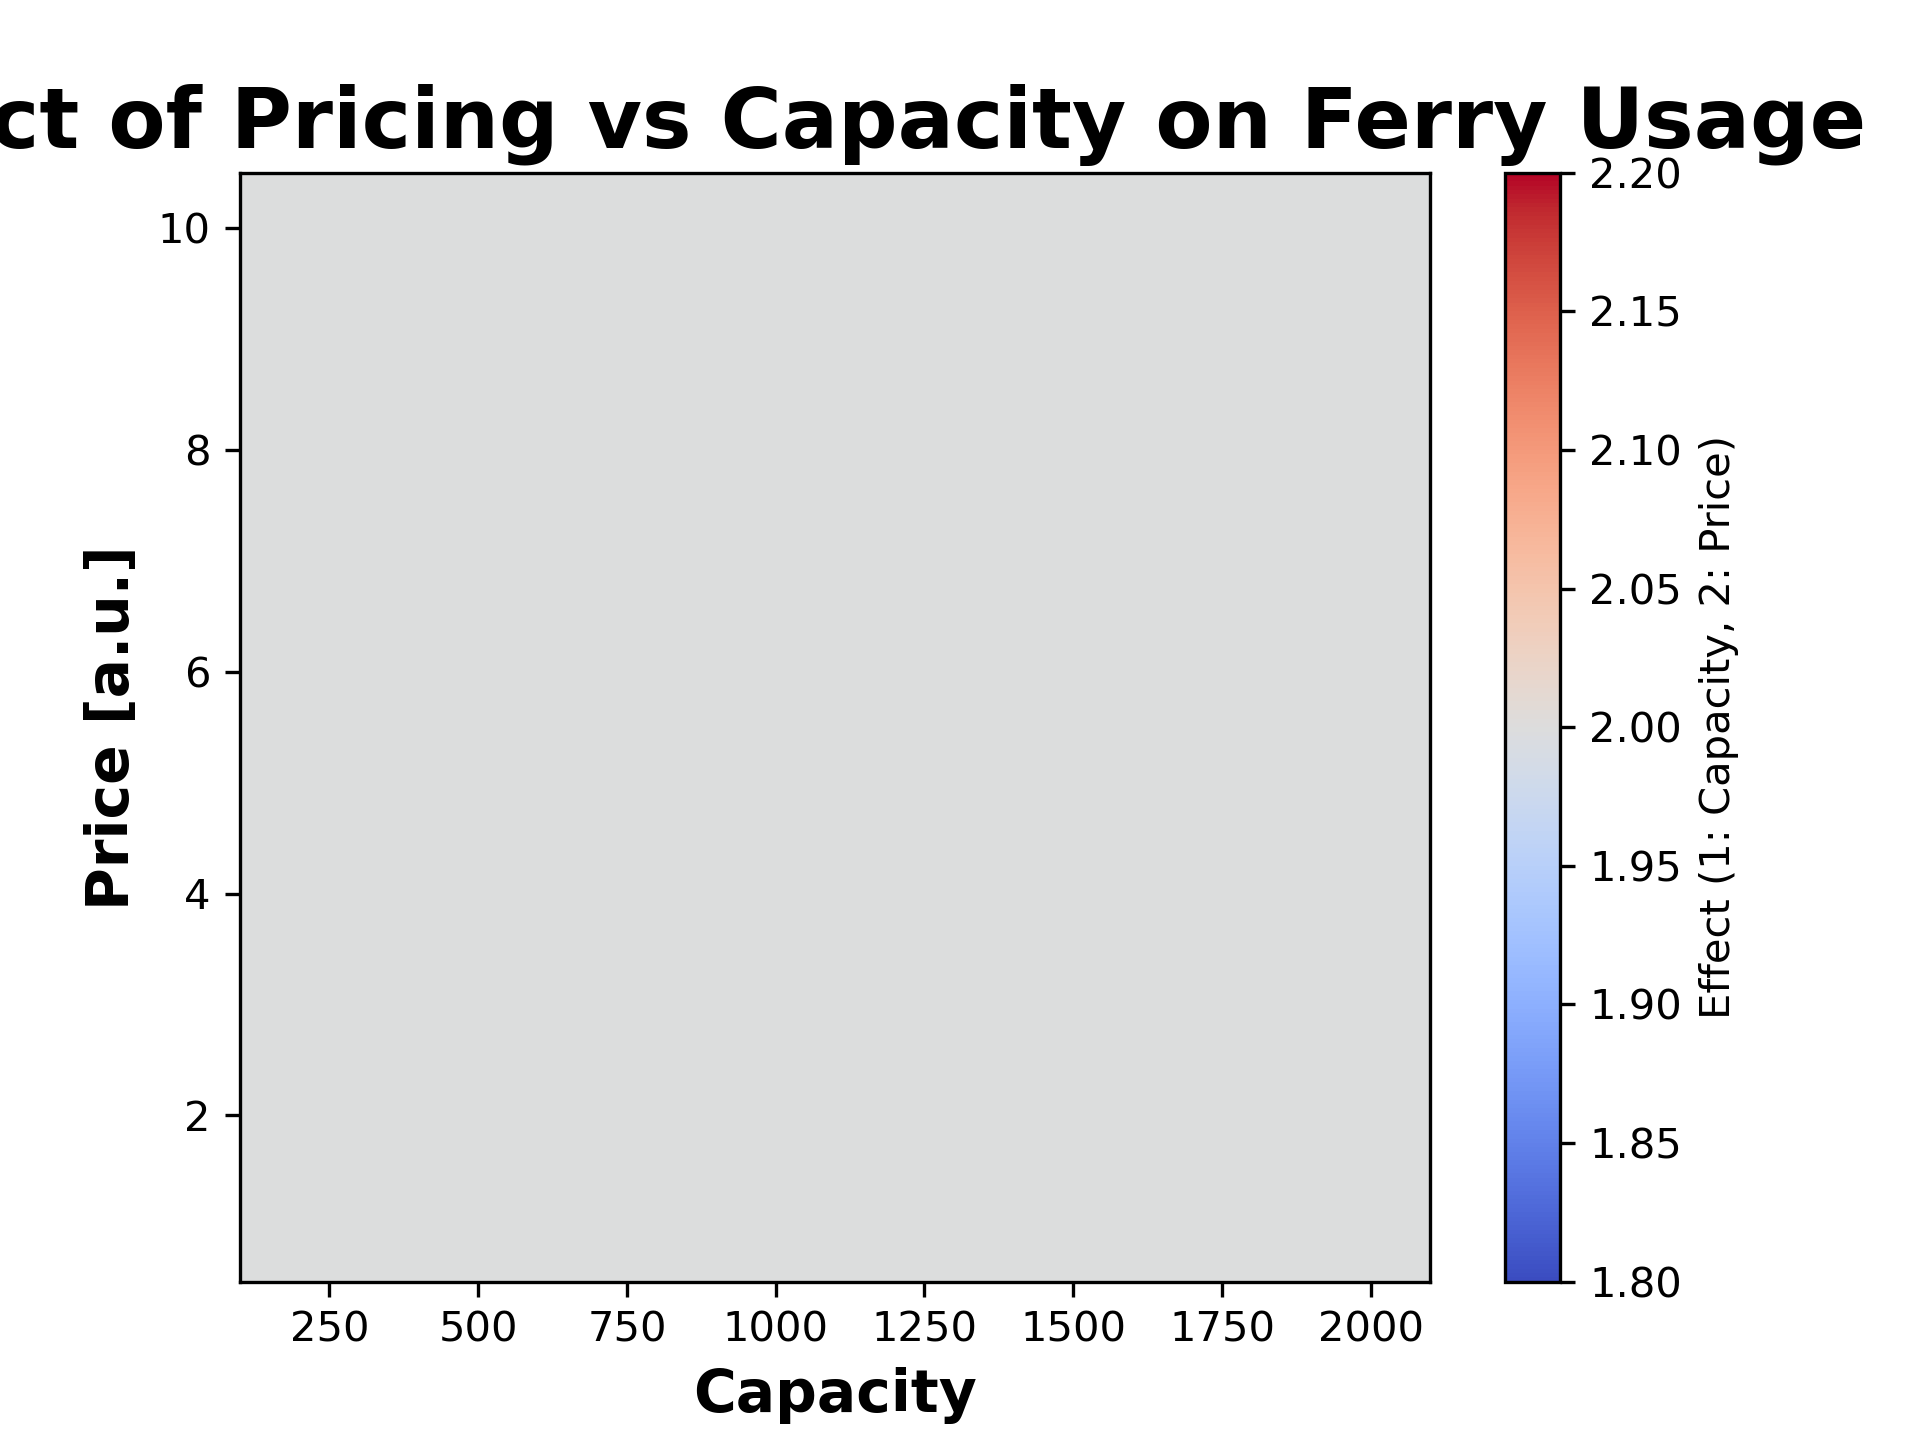 ct of Pricing vs Capacity on Ferry Usage
Price [a.u.]
10
8
6
4
2
250 500 750 1000 1250 1500 1750 2000
Capacity
2.20
2.15
2.10
2.05
2.00
1.95
1.90
1.85
1.80
Effect (1: Capacity, 2: Price)